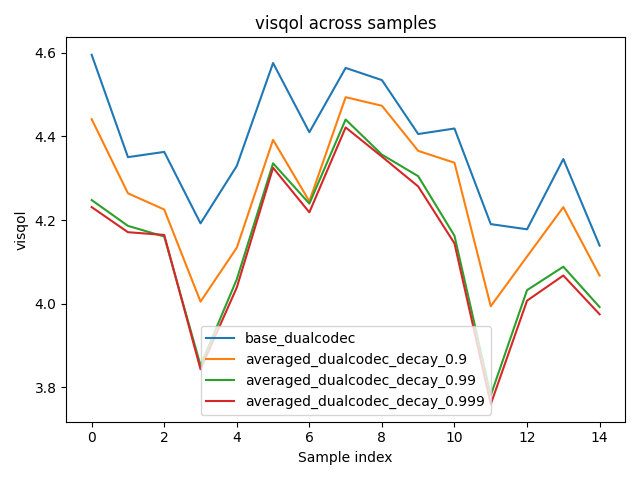 visqol across samples
visqol
4.6
4.4
4.2
4.0
3.8
base_dualcodec
averaged_dualcodec_decay_0.9
averaged_dualcodec_decay_0.99
averaged_dualcodec_decay_0.999
0 2 4 6 8 10 12 14
Sample index